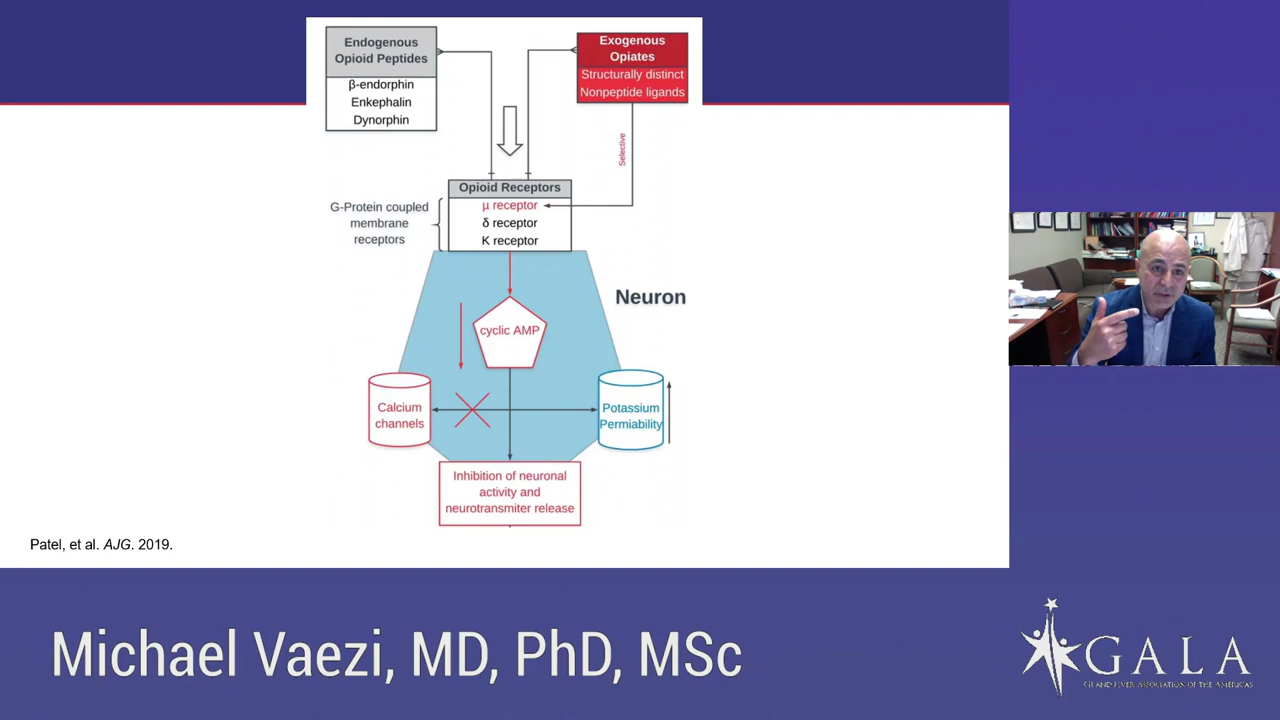 Endogenous
Opioid Peptides
β-endorphin
Enkephalin
Dynorphin
Exogenous
Opiates
Structurally distinct
Nonpeptide ligands
Selective
Opioid Receptors
μ receptor
δ receptor
K receptor
G-Protein coupled
membrane
receptors
Neuron
cyclic AMP
Calcium
channels
Potassium
Permiability
Inhibition of neuronal
activity and
neurotransmiter release
Patel, et al. AJG. 2019.
Michael Vaezi, MD, PhD, MSc
GALA
GI AND LIVER ASSOCIATION OF THE AMERICAS